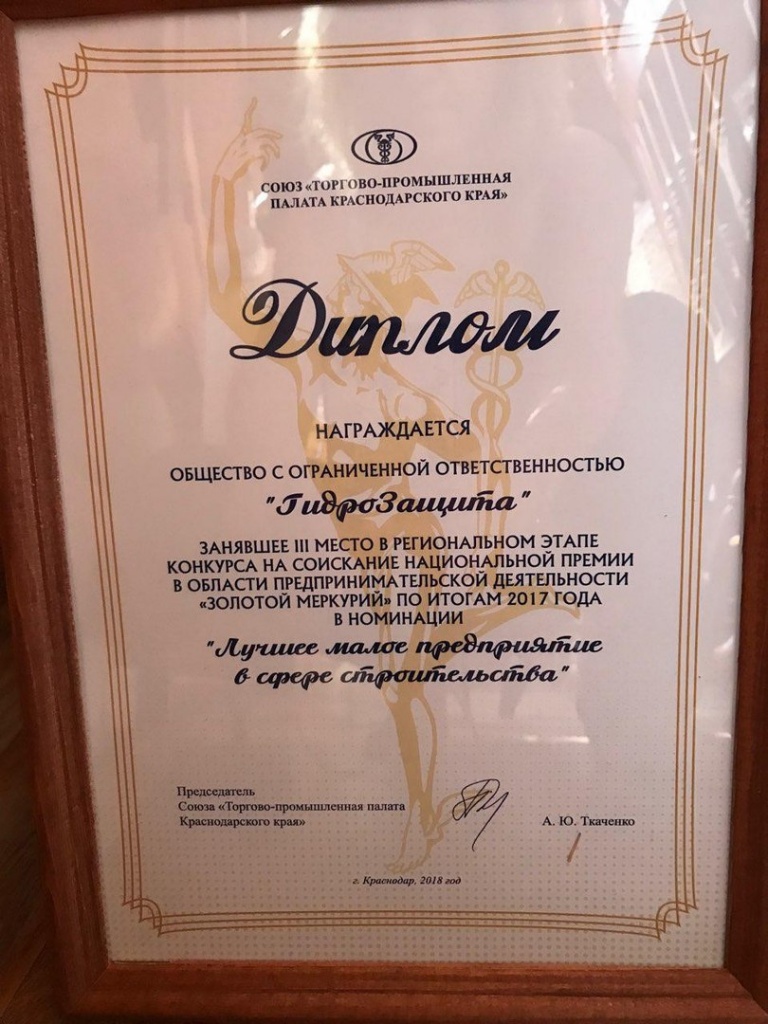 СОЮЗ «ТОРГОВО-ПРОМЫШЛЕННАЯ
ПАЛАТА КРАСНОДАРСКОГО КРАЯ»
Диплом
НАГРАЖДАЕТСЯ
ОБЩЕСТВО С ОГРАНИЧЕННОЙ ОТВЕТСТВЕННОСТЬЮ
"ГидроЗащита"
ЗАНЯВШЕЕ III МЕСТО В РЕГИОНАЛЬНОМ ЭТАПЕ
КОНКУРСА НА СОИСКАНИЕ НАЦИОНАЛЬНОЙ ПРЕМИИ
В ОБЛАСТИ ПРЕДПРИНИМАТЕЛЬСКОЙ ДЕЯТЕЛЬНОСТИ
«ЗОЛОТОЙ МЕРКУРИЙ» ПО ИТОГАМ 2017 ГОДА
В НОМИНАЦИИ
"Лучшее малое предприятие
в сфере строительства"
Председатель
Союза «Торгово-промышленная палата
Краснодарского края»
А. Ю. Ткаченко
г. Краснодар, 2018 год